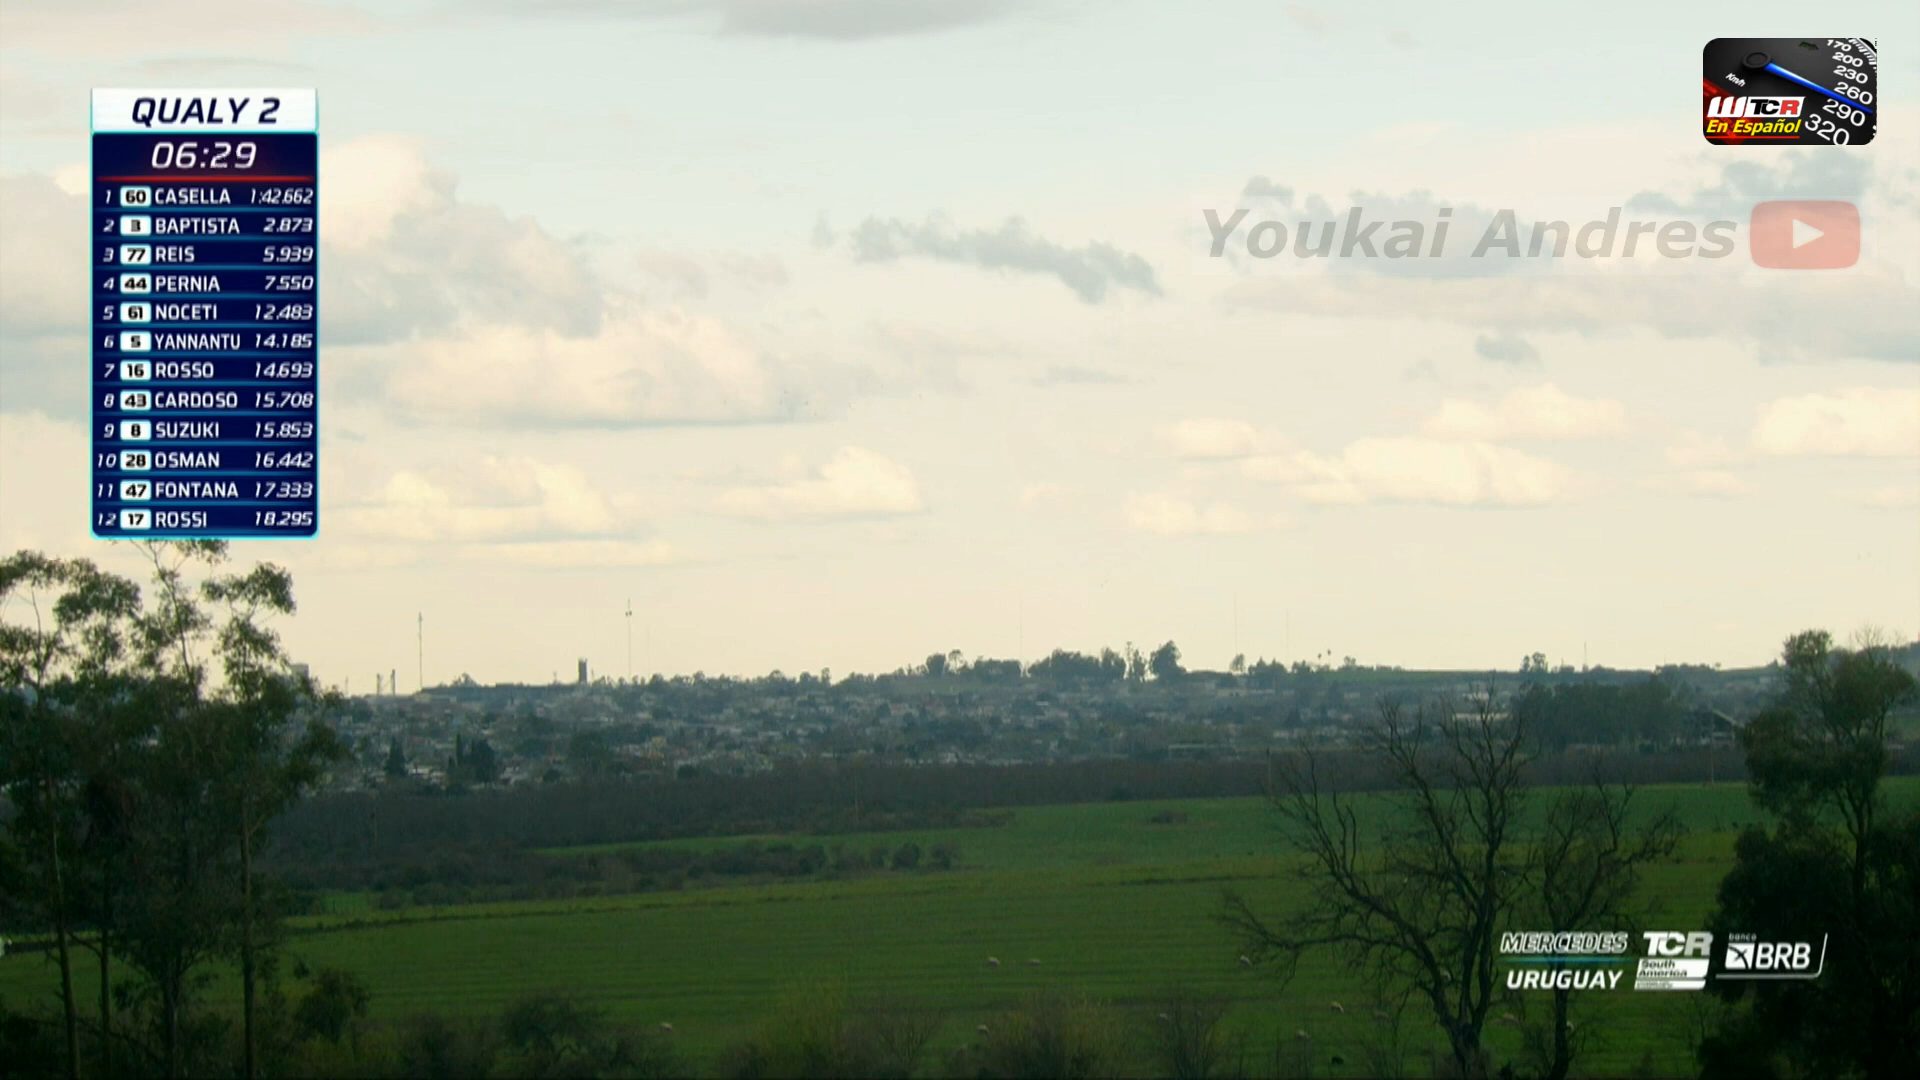 QUALY 2
06:29
1 60 CASELLA 1:42.662
2 3 BAPTISTA 2.873
3 77 REIS 5.939
4 44 PERNIA 7.550
5 61 NOCETI 12.483
6 5 YANNANTU 14.185
7 16 ROSSO 14.693
8 43 CARDOSO 15.708
9 8 SUZUKI 15.853
10 28 OSMAN 16.442
11 47 FONTANA 17.333
12 17 ROSSI 18.295
Km/h
170
200
230
260
290
320
WTCR
En Español
Youkai Andres
MERCEDES
URUGUAY
TCR
South
America
banco
BRB